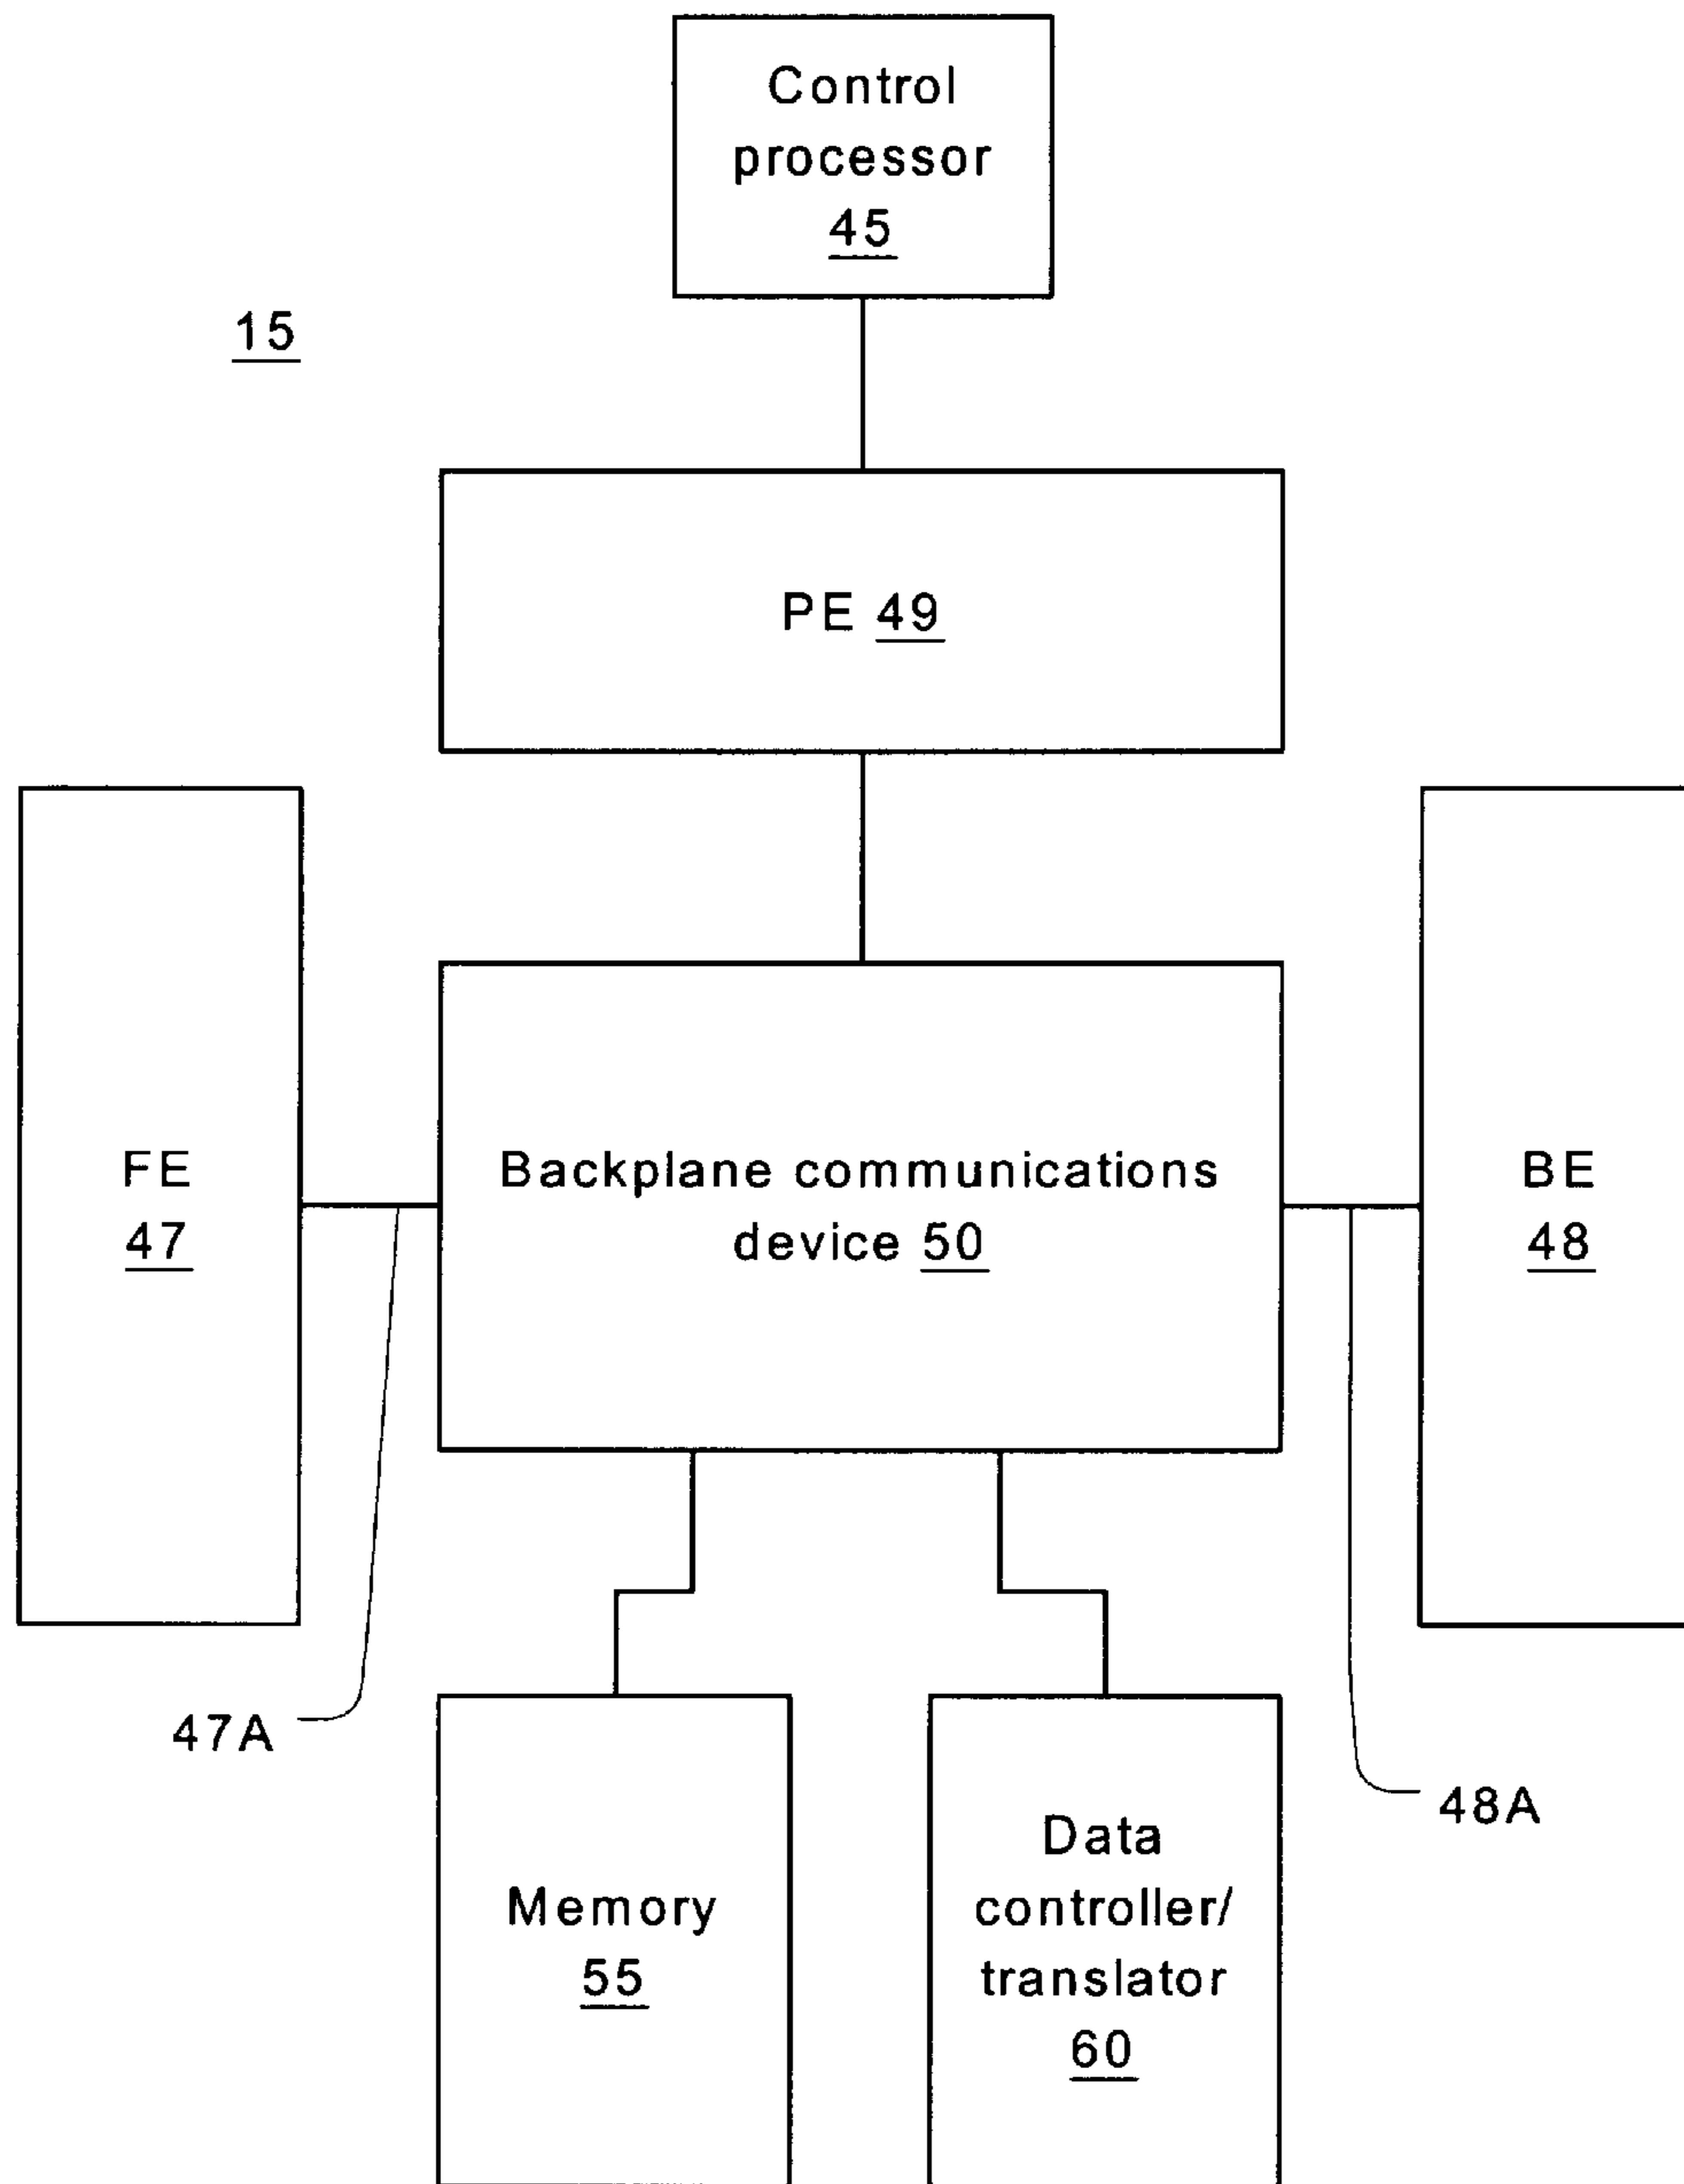 Control
processor
45
15
PE 49
FE
47
Backplane communications
device 50
BE
48
47A
48A
Memory
55
Data
controller/
translator
60